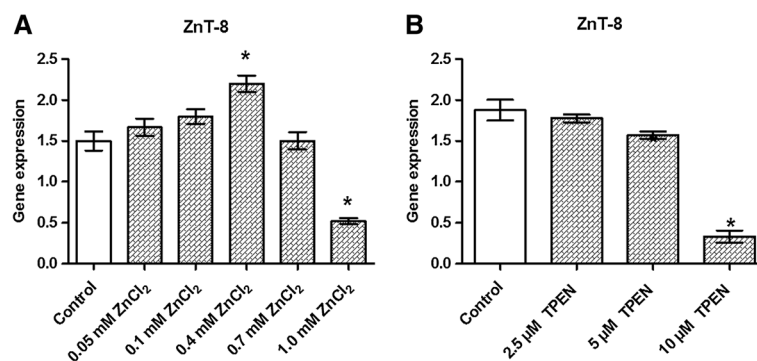 A
ZnT-8
Gene expression
2.5
2.0
1.5
1.0
0.5
0.0
*
*
Control
0.05 mM ZnCl₂
0.1 mM ZnCl₂
0.4 mM ZnCl₂
0.7 mM ZnCl₂
1.0 mM ZnCl₂
B
ZnT-8
Gene expression
2.5
2.0
1.5
1.0
0.5
0.0
*
Control
2.5 µM TPEN
5 µM TPEN
10 µM TPEN